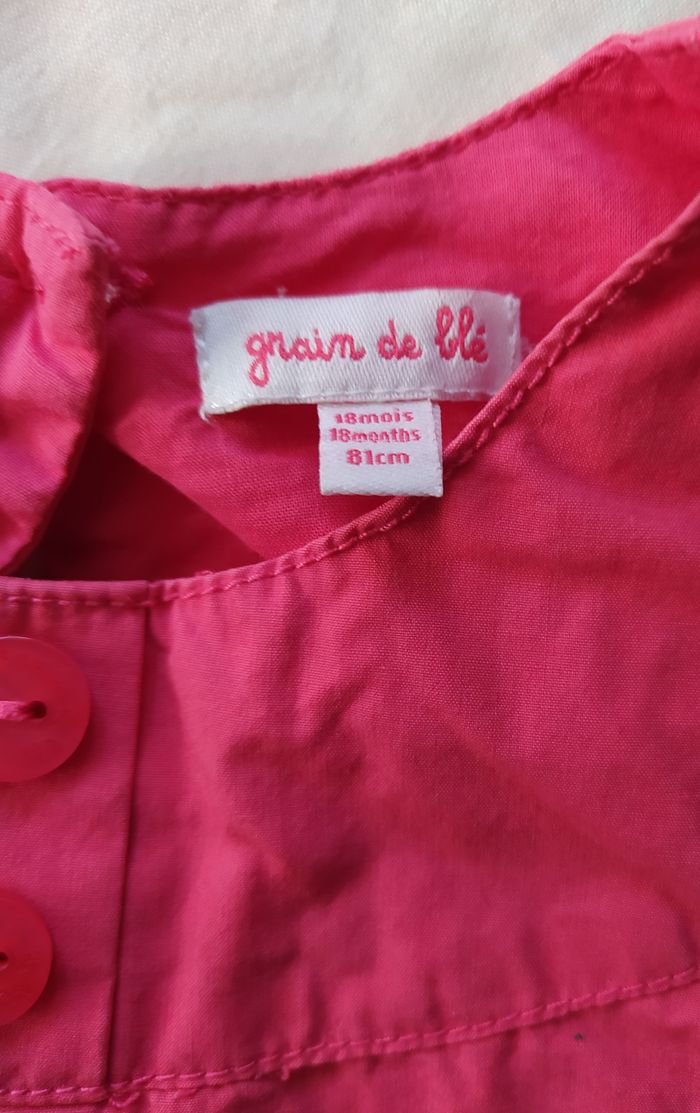 grain de blé
18mois
18months
81cm